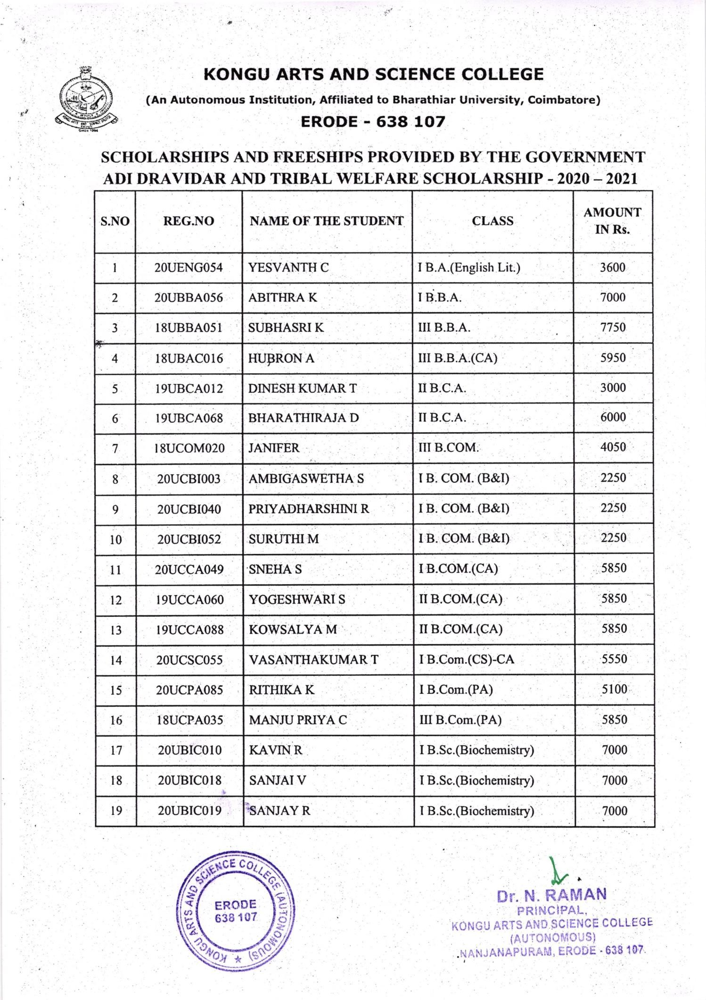 KONGU ARTS AND SCIENCE COLLEGE
(An Autonomous Institution, Affiliated to Bharathiar University, Coimbatore)
ERODE - 638 107
KONGU ARTS AND SCIENCE COLLEGE
ERODE
Since 1994
SCHOLARSHIPS AND FREESHIPS PROVIDED BY THE GOVERNMENT
ADI DRAVIDAR AND TRIBAL WELFARE SCHOLARSHIP - 2020 – 2021
S.NO REG.NO NAME OF THE STUDENT CLASS AMOUNT IN Rs.
1 20UENG054 YESVANTH C I B.A.(English Lit.) 3600
2 20UBBA056 ABITHRA K I B.B.A. 7000
3 18UBBA051 SUBHASRI K III B.B.A. 7750
4 18UBAC016 HUBRON A III B.B.A.(CA) 5950
5 19UBCA012 DINESH KUMAR T II B.C.A. 3000
6 19UBCA068 BHARATHIRAJA D II B.C.A. 6000
7 18UCOM020 JANIFER III B.COM. 4050
8 20UCBI003 AMBIGASWETHA S I B. COM. (B&I) 2250
9 20UCBI040 PRIYADHARSHINI R I B. COM. (B&I) 2250
10 20UCBI052 SURUTHI M I B. COM. (B&I) 2250
11 20UCCA049 SNEHA S I B.COM.(CA) 5850
12 19UCCA060 YOGESHWARI S II B.COM.(CA) 5850
13 19UCCA088 KOWSALYA M II B.COM.(CA) 5850
14 20UCSC055 VASANTHAKUMAR T I B.Com.(CS)-CA 5550
15 20UCPA085 RITHIKA K I B.Com.(PA) 5100
16 18UCPA035 MANJU PRIYA C III B.Com.(PA) 5850
17 20UBIC010 KAVIN R I B.Sc.(Biochemistry) 7000
18 20UBIC018 SANJAI V I B.Sc.(Biochemistry) 7000
19 20UBIC019 SANJAY R I B.Sc.(Biochemistry) 7000
KONGU ARTS AND SCIENCE COLLEGE (AUTONOMOUS)
ERODE
638 107
Dr. N. RAMAN
PRINCIPAL,
KONGU ARTS AND SCIENCE COLLEGE
(AUTONOMOUS)
NANJANAPURAM, ERODE - 638 107.